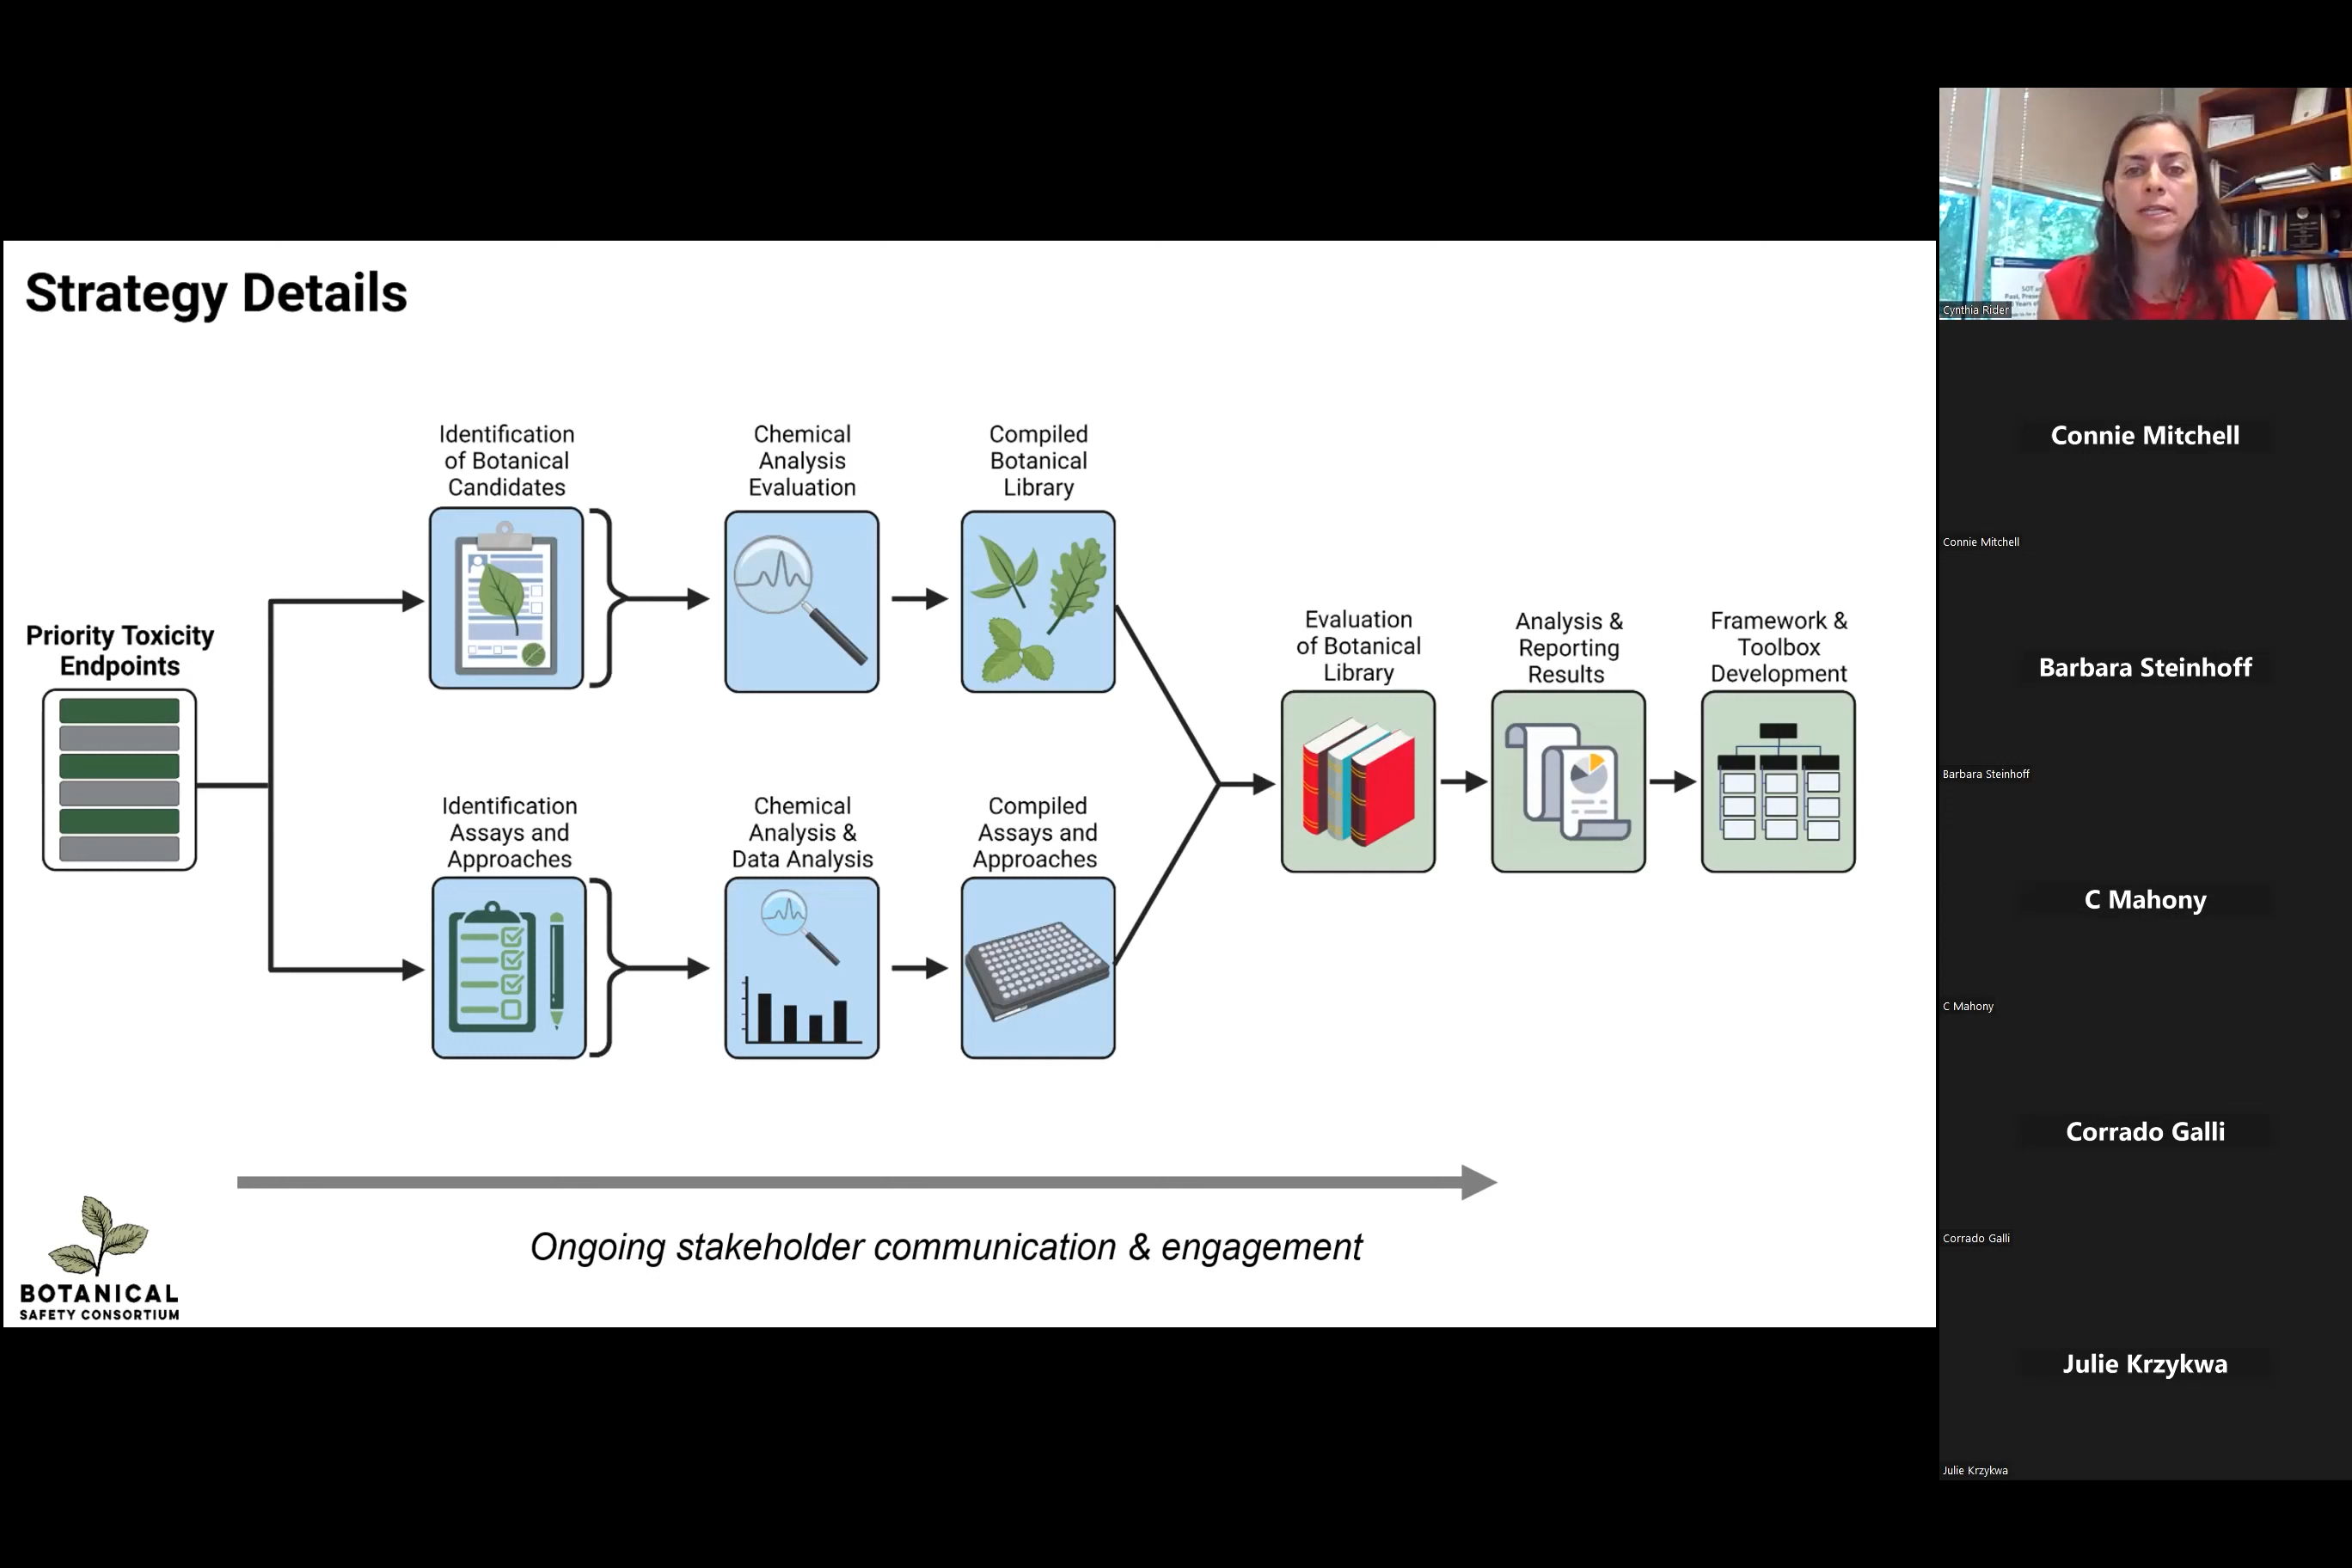 Strategy Details
Identification
of Botanical
Candidates
Chemical
Analysis
Evaluation
Compiled
Botanical
Library
Priority Toxicity
Endpoints
Identification
Assays and
Approaches
Chemical
Analysis &
Data Analysis
Compiled
Assays and
Approaches
Evaluation
of Botanical
Library
Analysis &
Reporting
Results
Framework &
Toolbox
Development
Ongoing stakeholder communication & engagement
BOTANICAL
SAFETY CONSORTIUM
Cynthia Rider
Connie Mitchell
Connie Mitchell
Barbara Steinhoff
Barbara Steinhoff
C Mahony
C Mahony
Corrado Galli
Corrado Galli
Julie Krzykwa
Julie Krzykwa